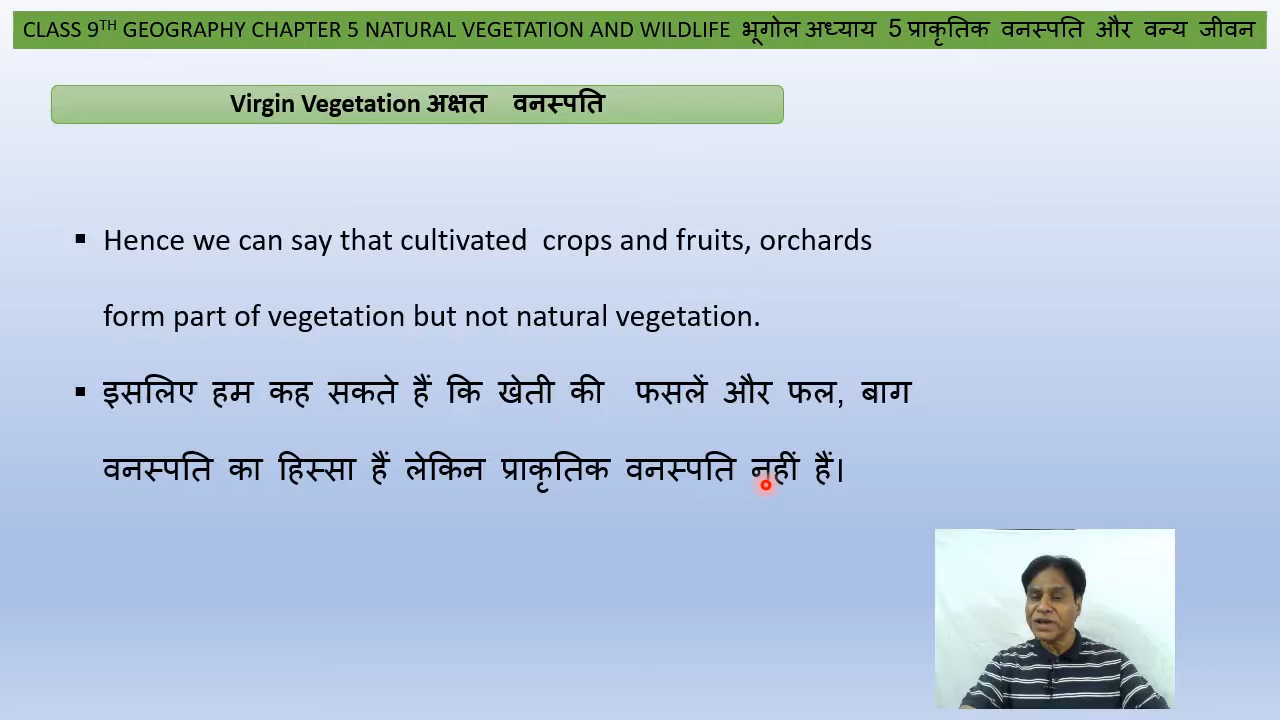 CLASS 9TH GEOGRAPHY CHAPTER 5 NATURAL VEGETATION AND WILDLIFE भूगोल अध्याय 5 प्राकृतिक वनस्पति और वन्य जीवन
Virgin Vegetation अक्षत वनस्पति
▪ Hence we can say that cultivated crops and fruits, orchards
form part of vegetation but not natural vegetation.
▪ इसलिए हम कह सकते हैं कि खेती की फसलें और फल, बाग
वनस्पति का हिस्सा हैं लेकिन प्राकृतिक वनस्पति नहीं हैं।